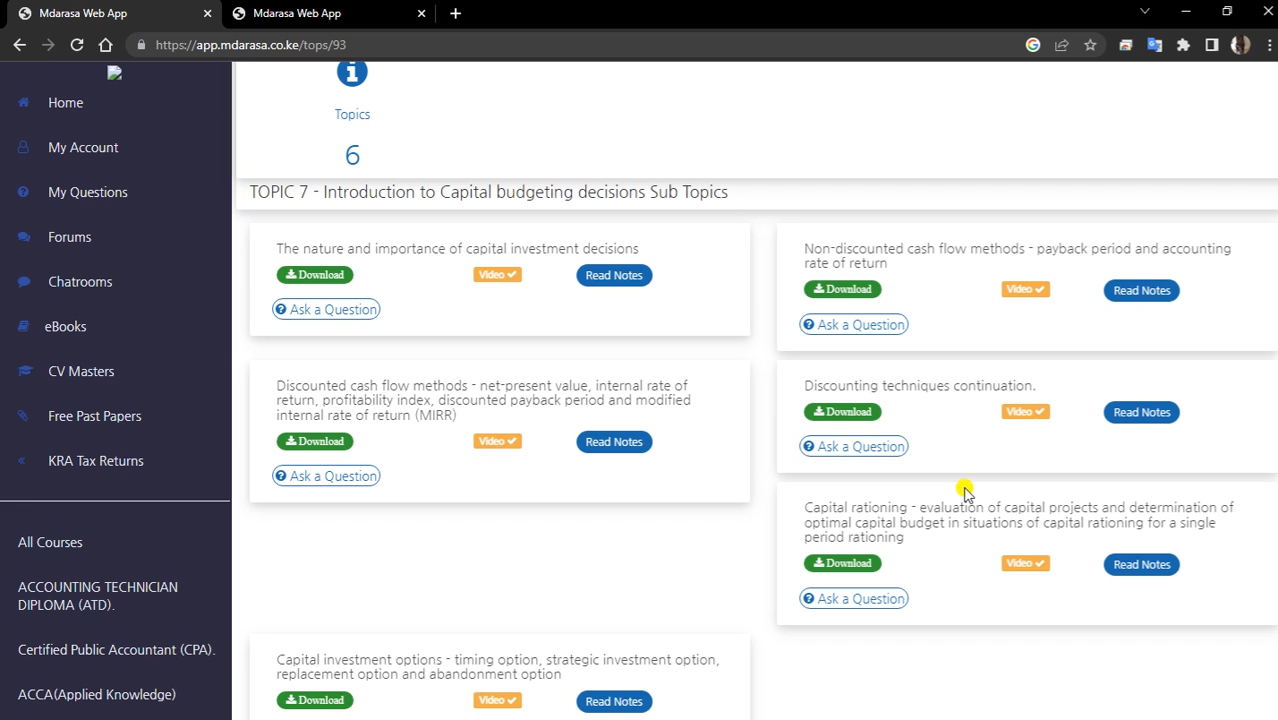 Mdarasa Web App
Mdarasa Web App
https://app.mdarasa.co.ke/tops/93
Home
My Account
My Questions
Forums
Chatrooms
eBooks
CV Masters
Free Past Papers
KRA Tax Returns
All Courses
ACCOUNTING TECHNICIAN
DIPLOMA (ATD).
Certified Public Accountant (CPA).
ACCA(Applied Knowledge)
Topics
6
TOPIC 7 - Introduction to Capital budgeting decisions Sub Topics
The nature and importance of capital investment decisions
Download
Video
Read Notes
Ask a Question
Non-discounted cash flow methods - payback period and accounting
rate of return
Download
Video
Read Notes
Ask a Question
Discounted cash flow methods - net-present value, internal rate of
return, profitability index, discounted payback period and modified
internal rate of return (MIRR)
Download
Video
Read Notes
Ask a Question
Discounting techniques continuation.
Download
Video
Read Notes
Ask a Question
Capital rationing - evaluation of capital projects and determination of
optimal capital budget in situations of capital rationing for a single
period rationing
Download
Video
Read Notes
Ask a Question
Capital investment options - timing option, strategic investment option,
replacement option and abandonment option
Download
Video
Read Notes